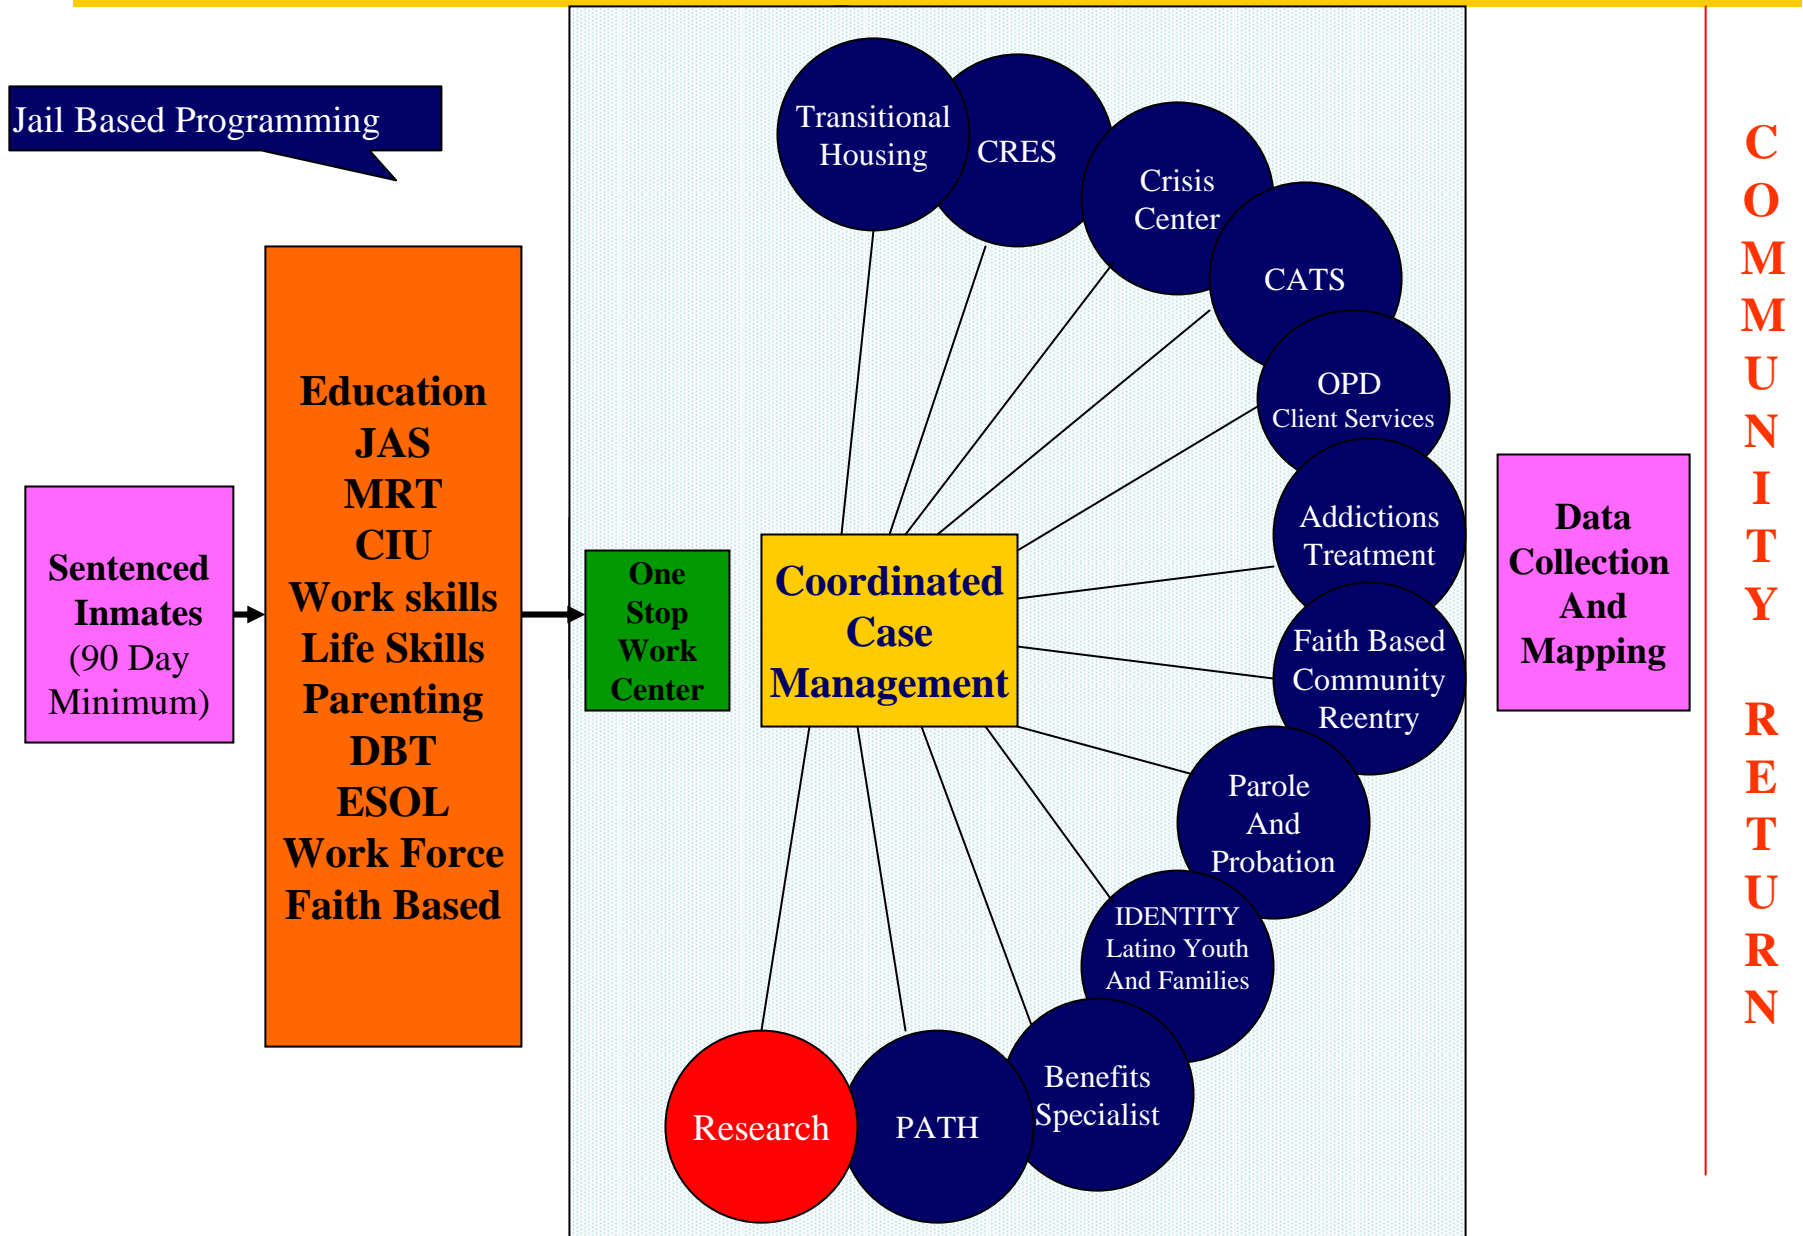 Jail Based Programming
Sentenced
Inmates
(90 Day
Minimum)
Education
JAS
MRT
CIU
Work skills
Life Skills
Parenting
DBT
ESOL
Work Force
Faith Based
One
Stop
Work
Center
Coordinated
Case
Management
Transitional
Housing
CRES
Crisis
Center
CATS
OPD
Client Services
Addictions
Treatment
Faith Based
Community
Reentry
Parole
And
Probation
IDENTITY
Latino Youth
And Families
Benefits
Specialist
PATH
Research
Data
Collection
And
Mapping
C
O
M
M
U
N
I
T
Y
R
E
T
U
R
N